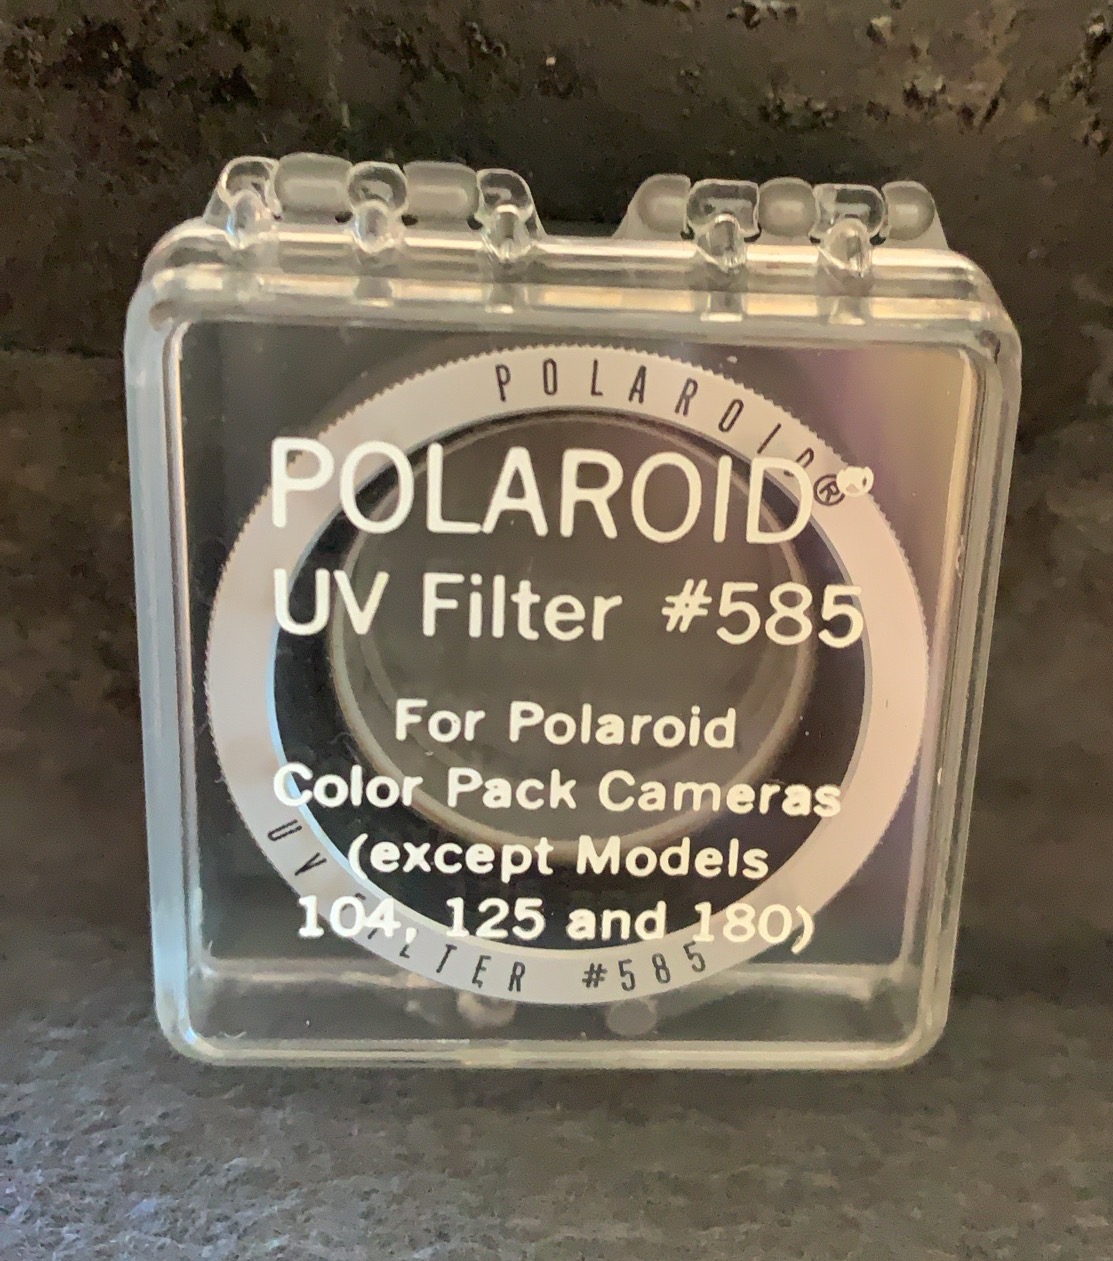 POLAROID®
POLAROID®
UV Filter #585
For Polaroid
Color Pack Cameras
(except Models
104, 125 and 180)
UV FILTER #585